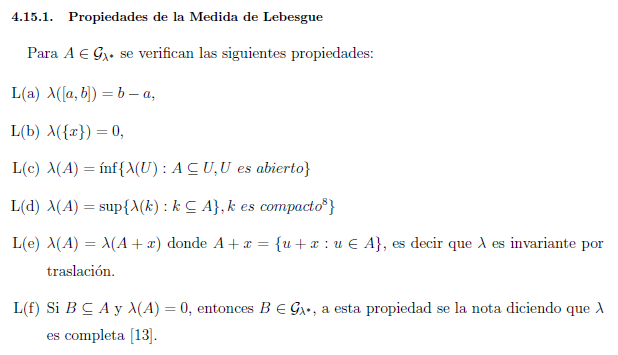 4.15.1. Propiedades de la Medida de Lebesgue
Para A ∈ 𝒢λ* se verifican las siguientes propiedades:
L(a) λ([a, b]) = b − a,
L(b) λ({x}) = 0,
L(c) λ(A) = ínf{λ(U) : A ⊆ U, U es abierto}
L(d) λ(A) = sup{λ(k) : k ⊆ A}, k es compacto⁸}
L(e) λ(A) = λ(A + x) donde A + x = {u + x : u ∈ A}, es decir que λ es invariante por
traslación.
L(f) Si B ⊆ A y λ(A) = 0, entonces B ∈ 𝒢λ*, a esta propiedad se la nota diciendo que λ
es completa [13].